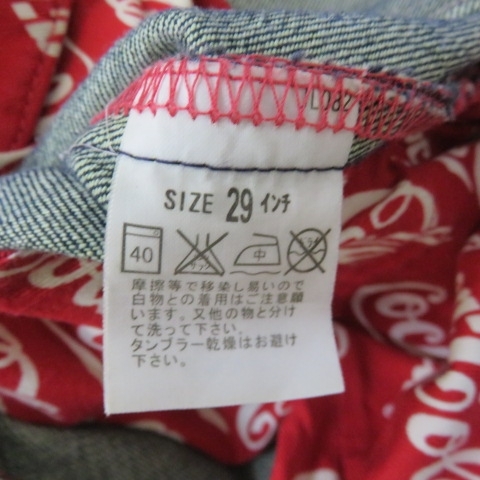 SIZE 29 インチ
40
中
摩擦等で移染し易いので
白物との着用はご注意願
います。又他の物と分け
て洗って下さい。
タンブラー乾燥はお避け
下さい。
Coca